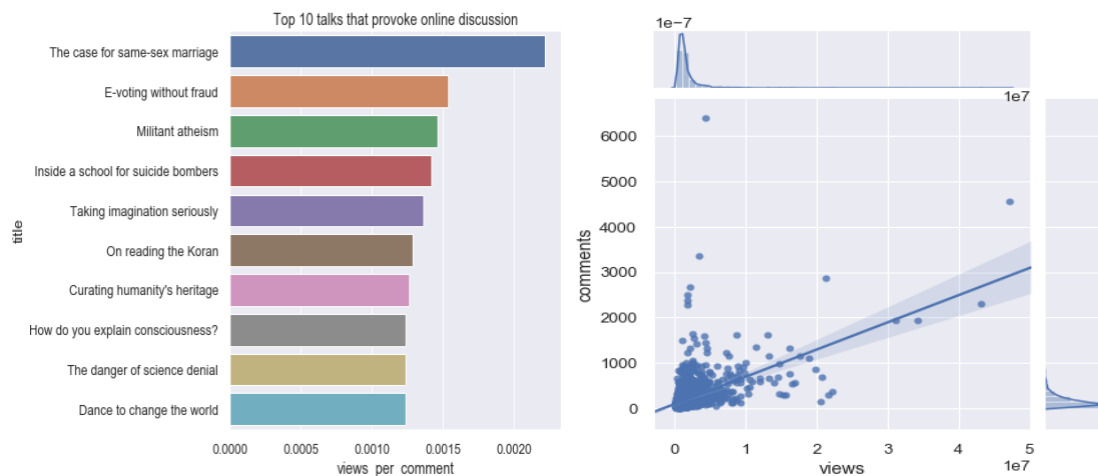 Top 10 talks that provoke online discussion
The case for same-sex marriage
E-voting without fraud
Militant atheism
Inside a school for suicide bombers
Taking imagination seriously
On reading the Koran
Curating humanity's heritage
How do you explain consciousness?
The danger of science denial
Dance to change the world
title
0.0000 0.0005 0.0010 0.0015 0.0020
views_per_comment
1e−7
1e7
6000
5000
4000
3000
2000
1000
0
comments
0 1 2 3 4 5
1e7
views